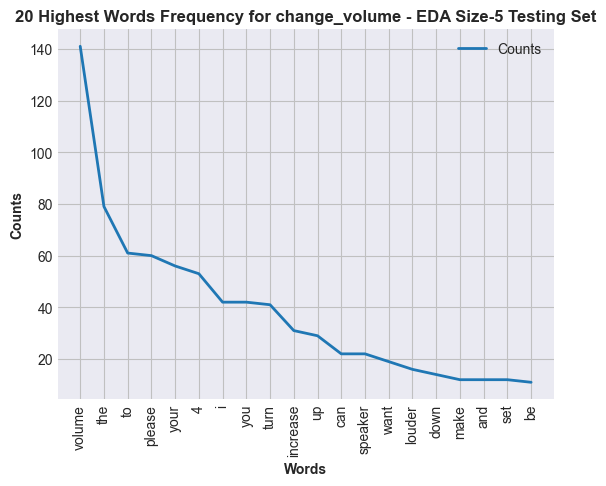 20 Highest Words Frequency for change_volume - EDA Size-5 Testing Set
Counts
140
120
100
80
60
40
20
Counts
volume
the
to
please
your
4
i
you
turn
increase
up
can
speaker
want
louder
down
make
and
set
be
Words